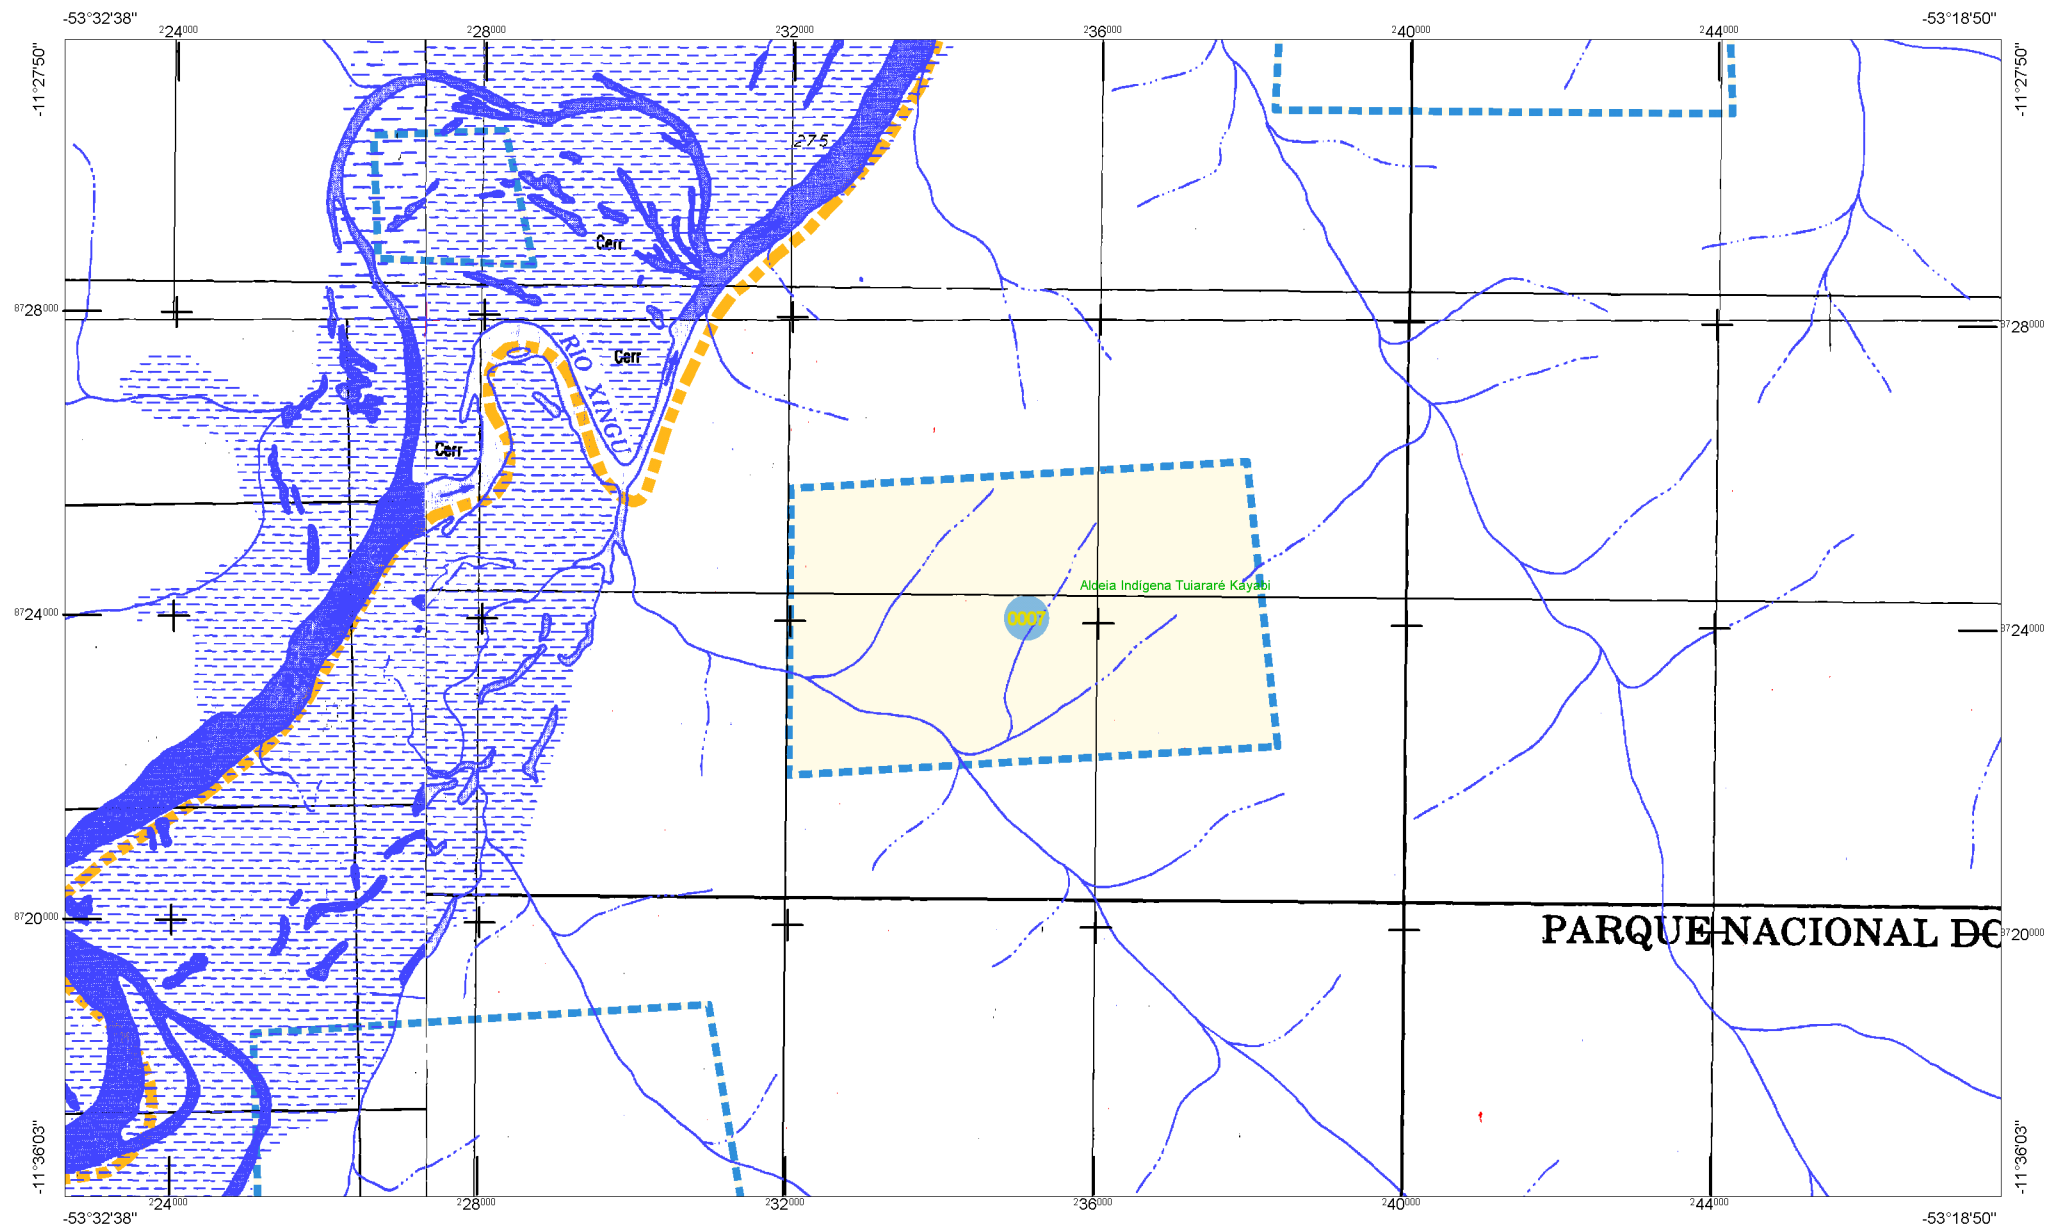 -53°32'38" -53°18'50"
224000 228000 232000 236000 240000 244000
-11°27'50" -11°27'50"
275
Cerr
8728000 8728000
RIO XINGU
Cerr
Cerr
Aldeia Indígena Tuiararé Kayabi
0007
8724000 8724000
8720000 8720000
PARQUE NACIONAL DO
-11°36'03" -11°36'03"
224000 228000 232000 236000 240000 244000
-53°32'38" -53°18'50"